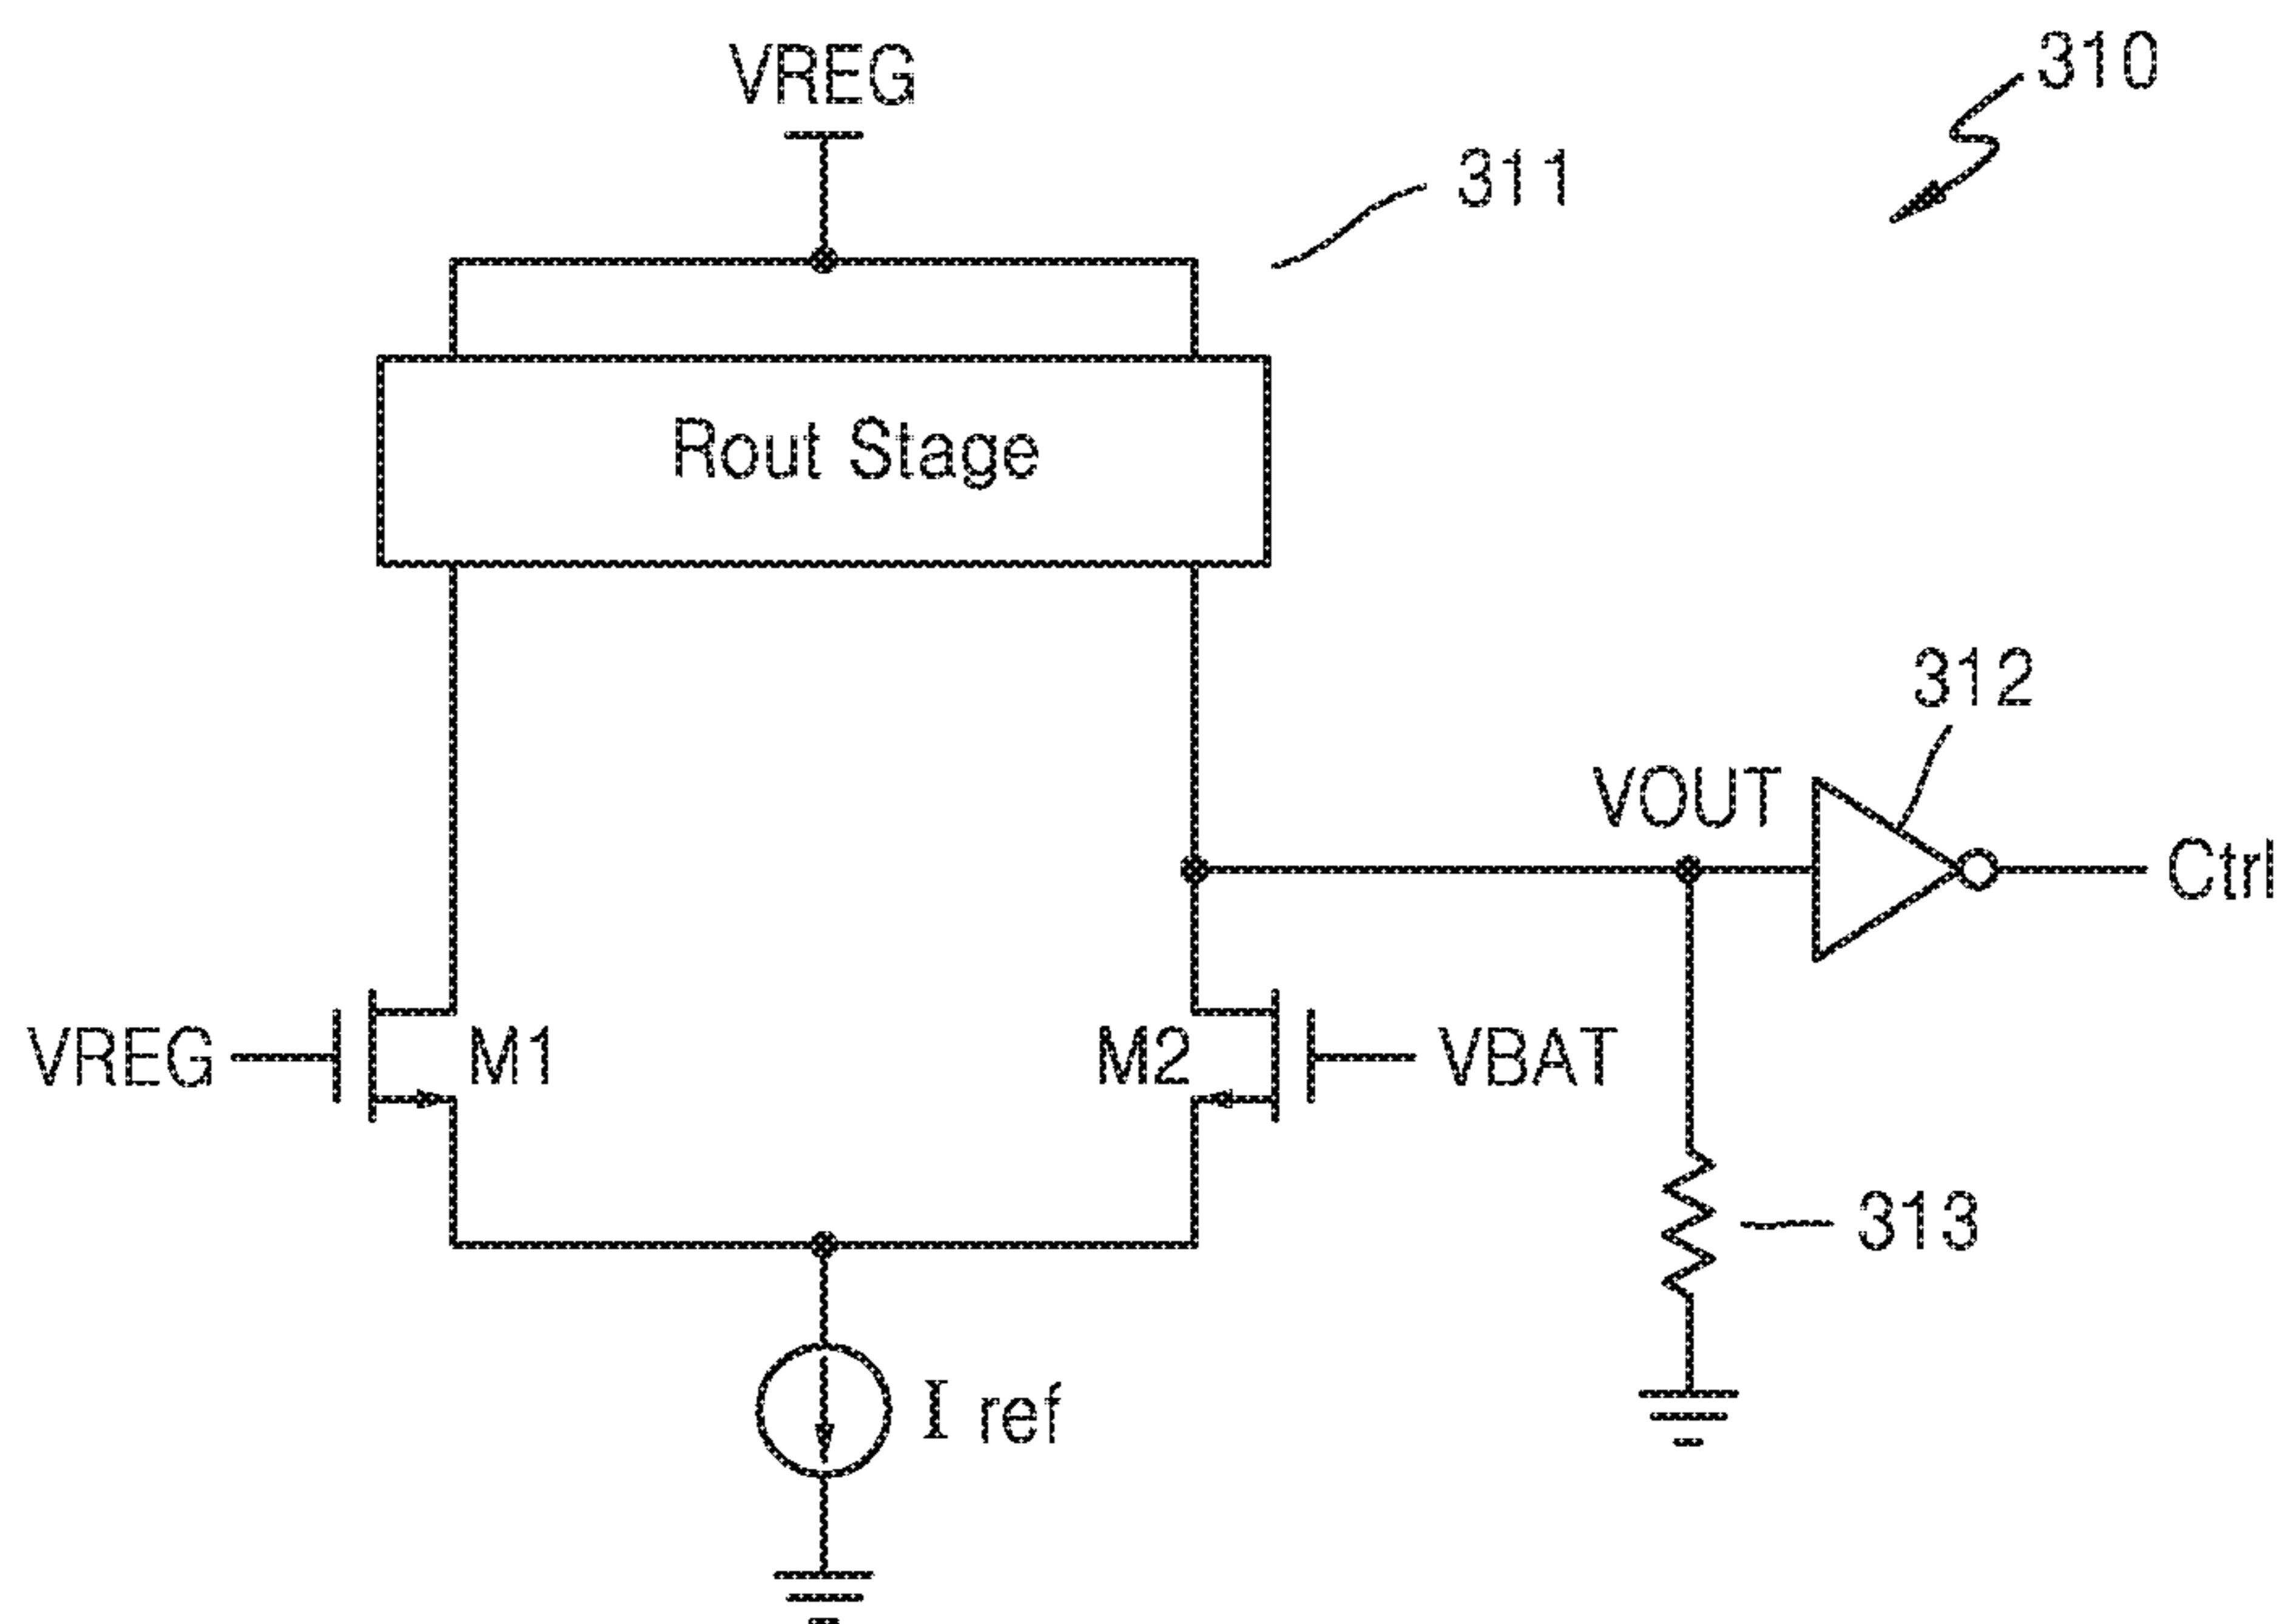 VREG
310
311
Rout Stage
312
VOUT
Ctrl
VREG
M1
M2
VBAT
313
I ref